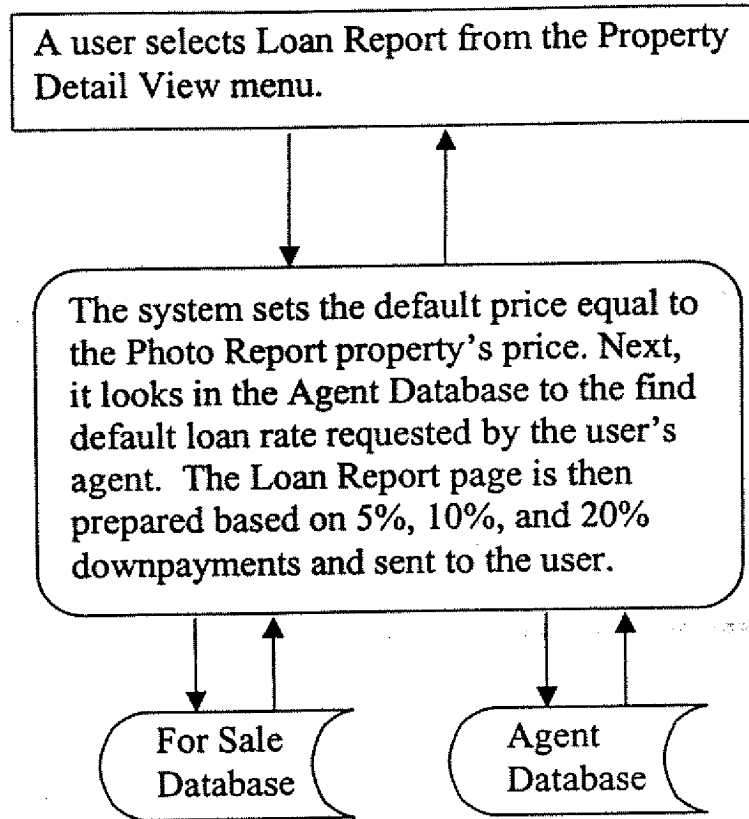 A user selects Loan Report from the Property
Detail View menu.
The system sets the default price equal to
the Photo Report property's price. Next,
it looks in the Agent Database to the find
default loan rate requested by the user's
agent. The Loan Report page is then
prepared based on 5%, 10%, and 20%
downpayments and sent to the user.
For Sale
Database
Agent
Database